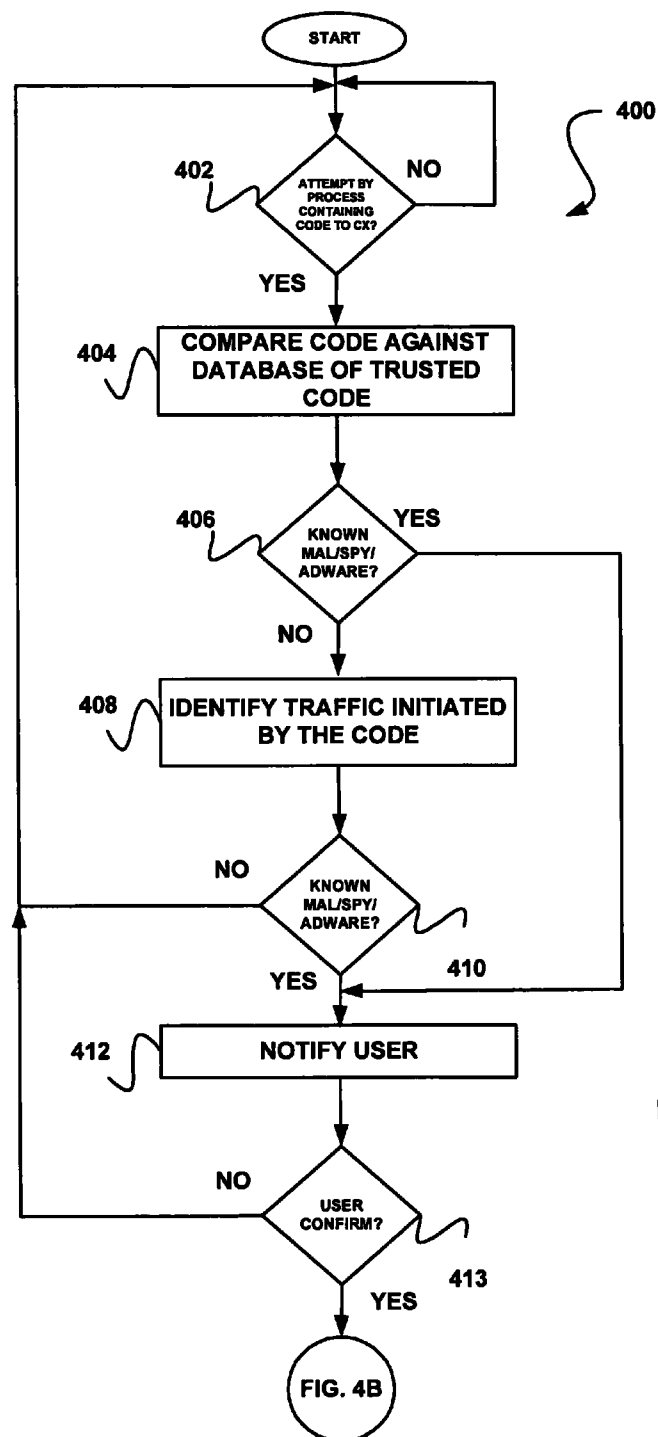 START
400
402
ATTEMPT BY
PROCESS
CONTAINING
CODE TO CX?
NO
YES
404
COMPARE CODE AGAINST
DATABASE OF TRUSTED
CODE
406
KNOWN
MAL/SPY/
ADWARE?
YES
NO
408
IDENTIFY TRAFFIC INITIATED
BY THE CODE
NO
KNOWN
MAL/SPY/
ADWARE?
410
YES
412
NOTIFY USER
NO
USER
CONFIRM?
413
YES
FIG. 4B